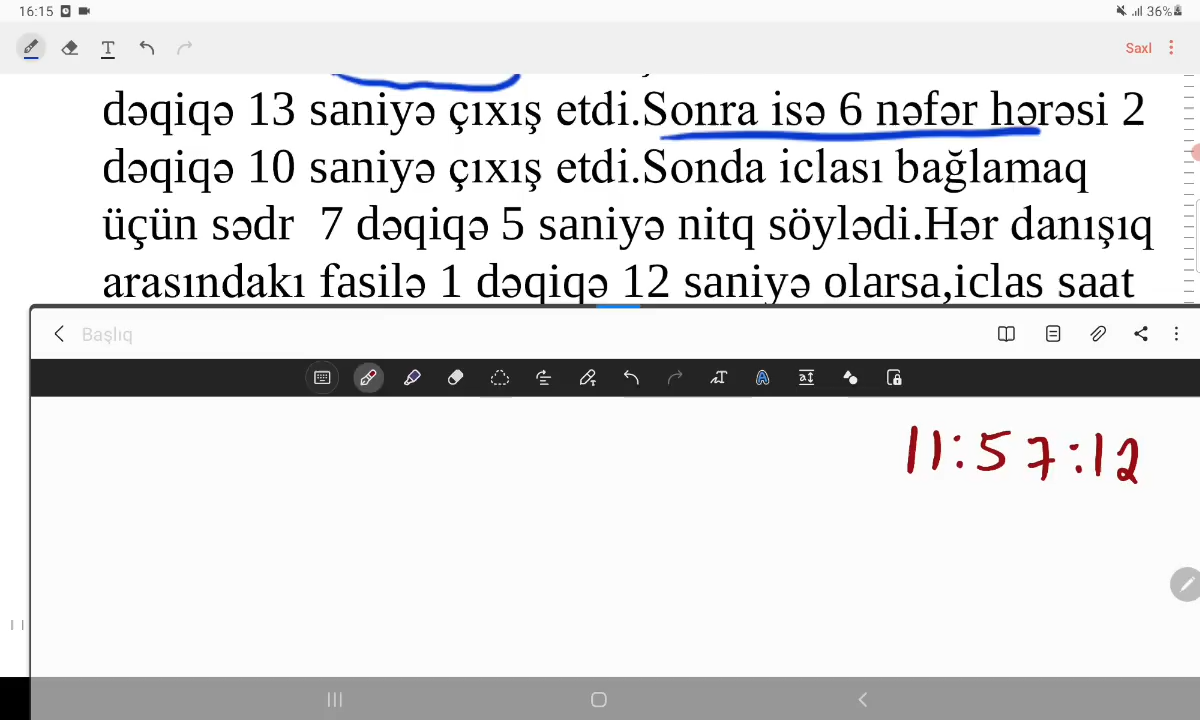 16:15 36%
Saxl
dəqiqə 13 saniyə çıxış etdi.Sonra isə 6 nəfər hərəsi 2
dəqiqə 10 saniyə çıxış etdi.Sonda iclası bağlamaq
üçün sədr 7 dəqiqə 5 saniyə nitq söylədi.Hər danışıq
arasındakı fasilə 1 dəqiqə 12 saniyə olarsa,iclas saat
Başlıq
11:57:12